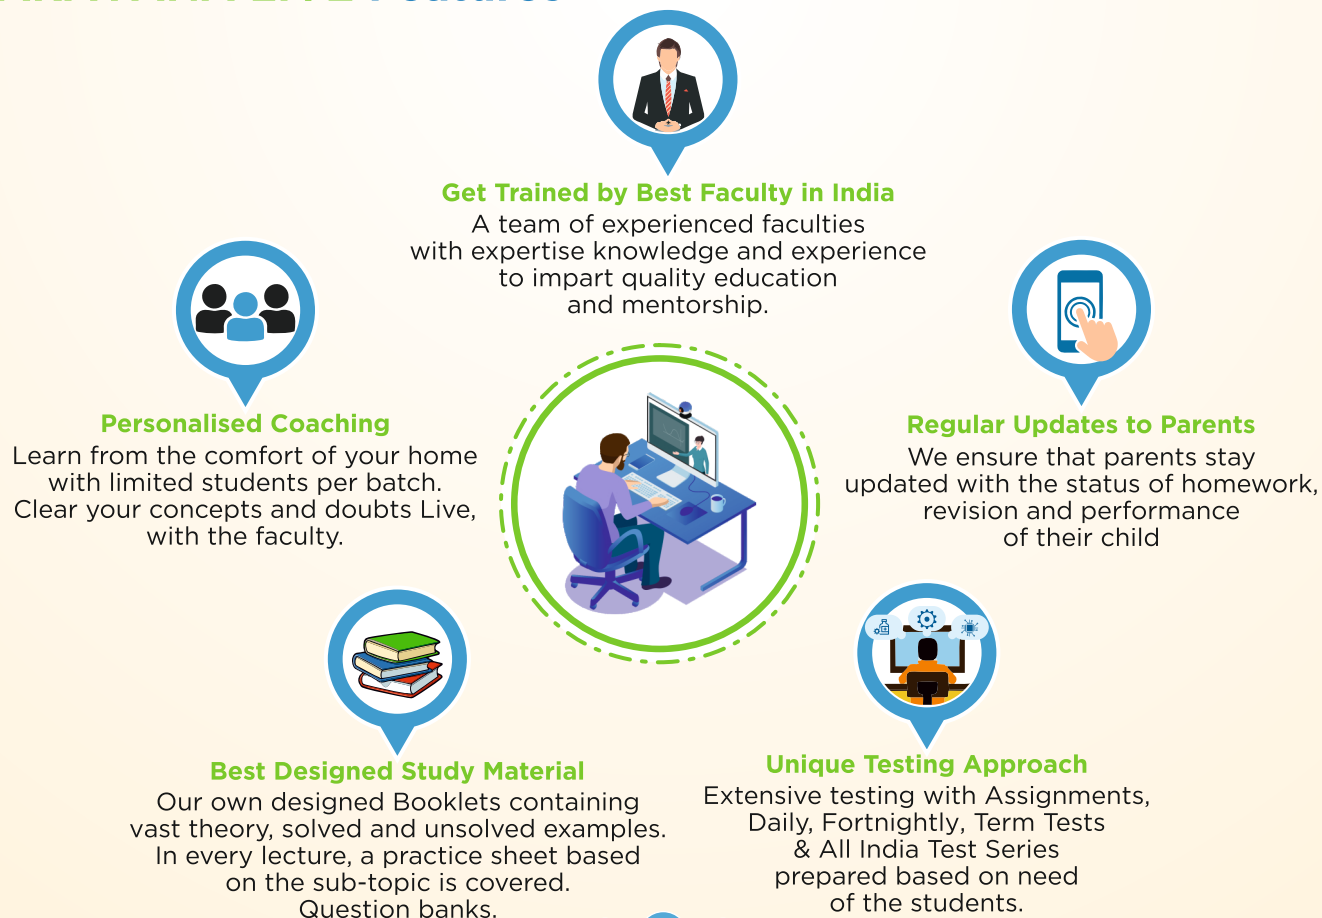 Features
Get Trained by Best Faculty in India
A team of experienced faculties
with expertise knowledge and experience
to impart quality education
and mentorship.
Personalised Coaching
Learn from the comfort of your home
with limited students per batch.
Clear your concepts and doubts Live,
with the faculty.
Regular Updates to Parents
We ensure that parents stay
updated with the status of homework,
revision and performance
of their child
Best Designed Study Material
Our own designed Booklets containing
vast theory, solved and unsolved examples.
In every lecture, a practice sheet based
on the sub-topic is covered.
Question banks.
Unique Testing Approach
Extensive testing with Assignments,
Daily, Fortnightly, Term Tests
& All India Test Series
prepared based on need
of the students.